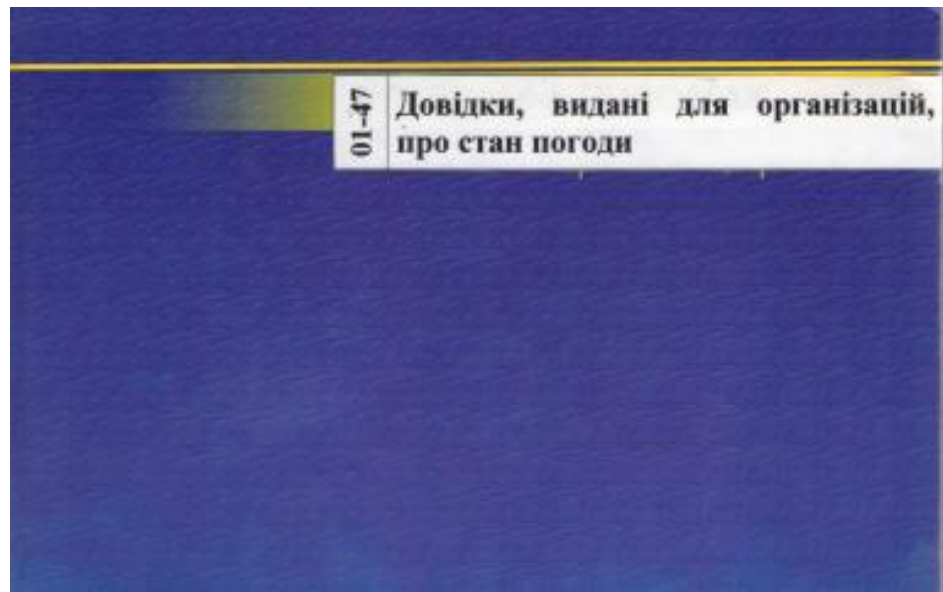 01-47
Довідки, видані для організацій,
про стан погоди